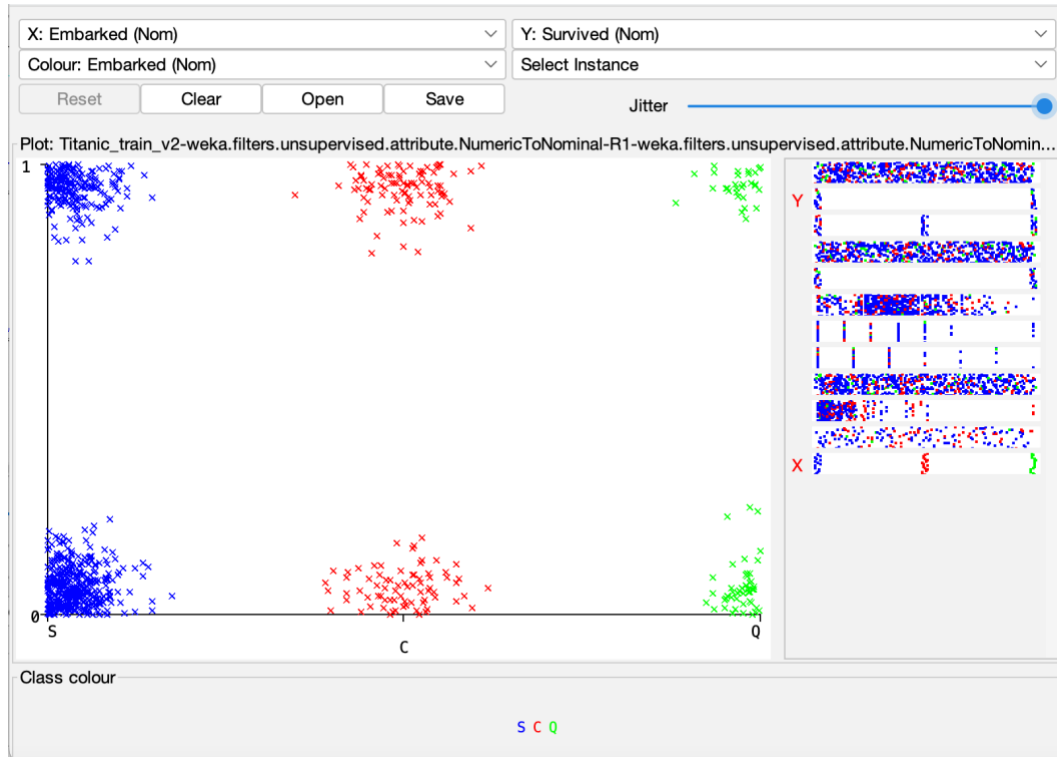 X: Embarked (Nom)
Y: Survived (Nom)
Colour: Embarked (Nom)
Select Instance
Reset
Clear
Open
Save
Jitter
Plot: Titanic_train_v2-weka.filters.unsupervised.attribute.NumericToNominal-R1-weka.filters.unsupervised.attribute.NumericToNomin...
1
0
S
C
Q
Y
X
Class colour
S C Q